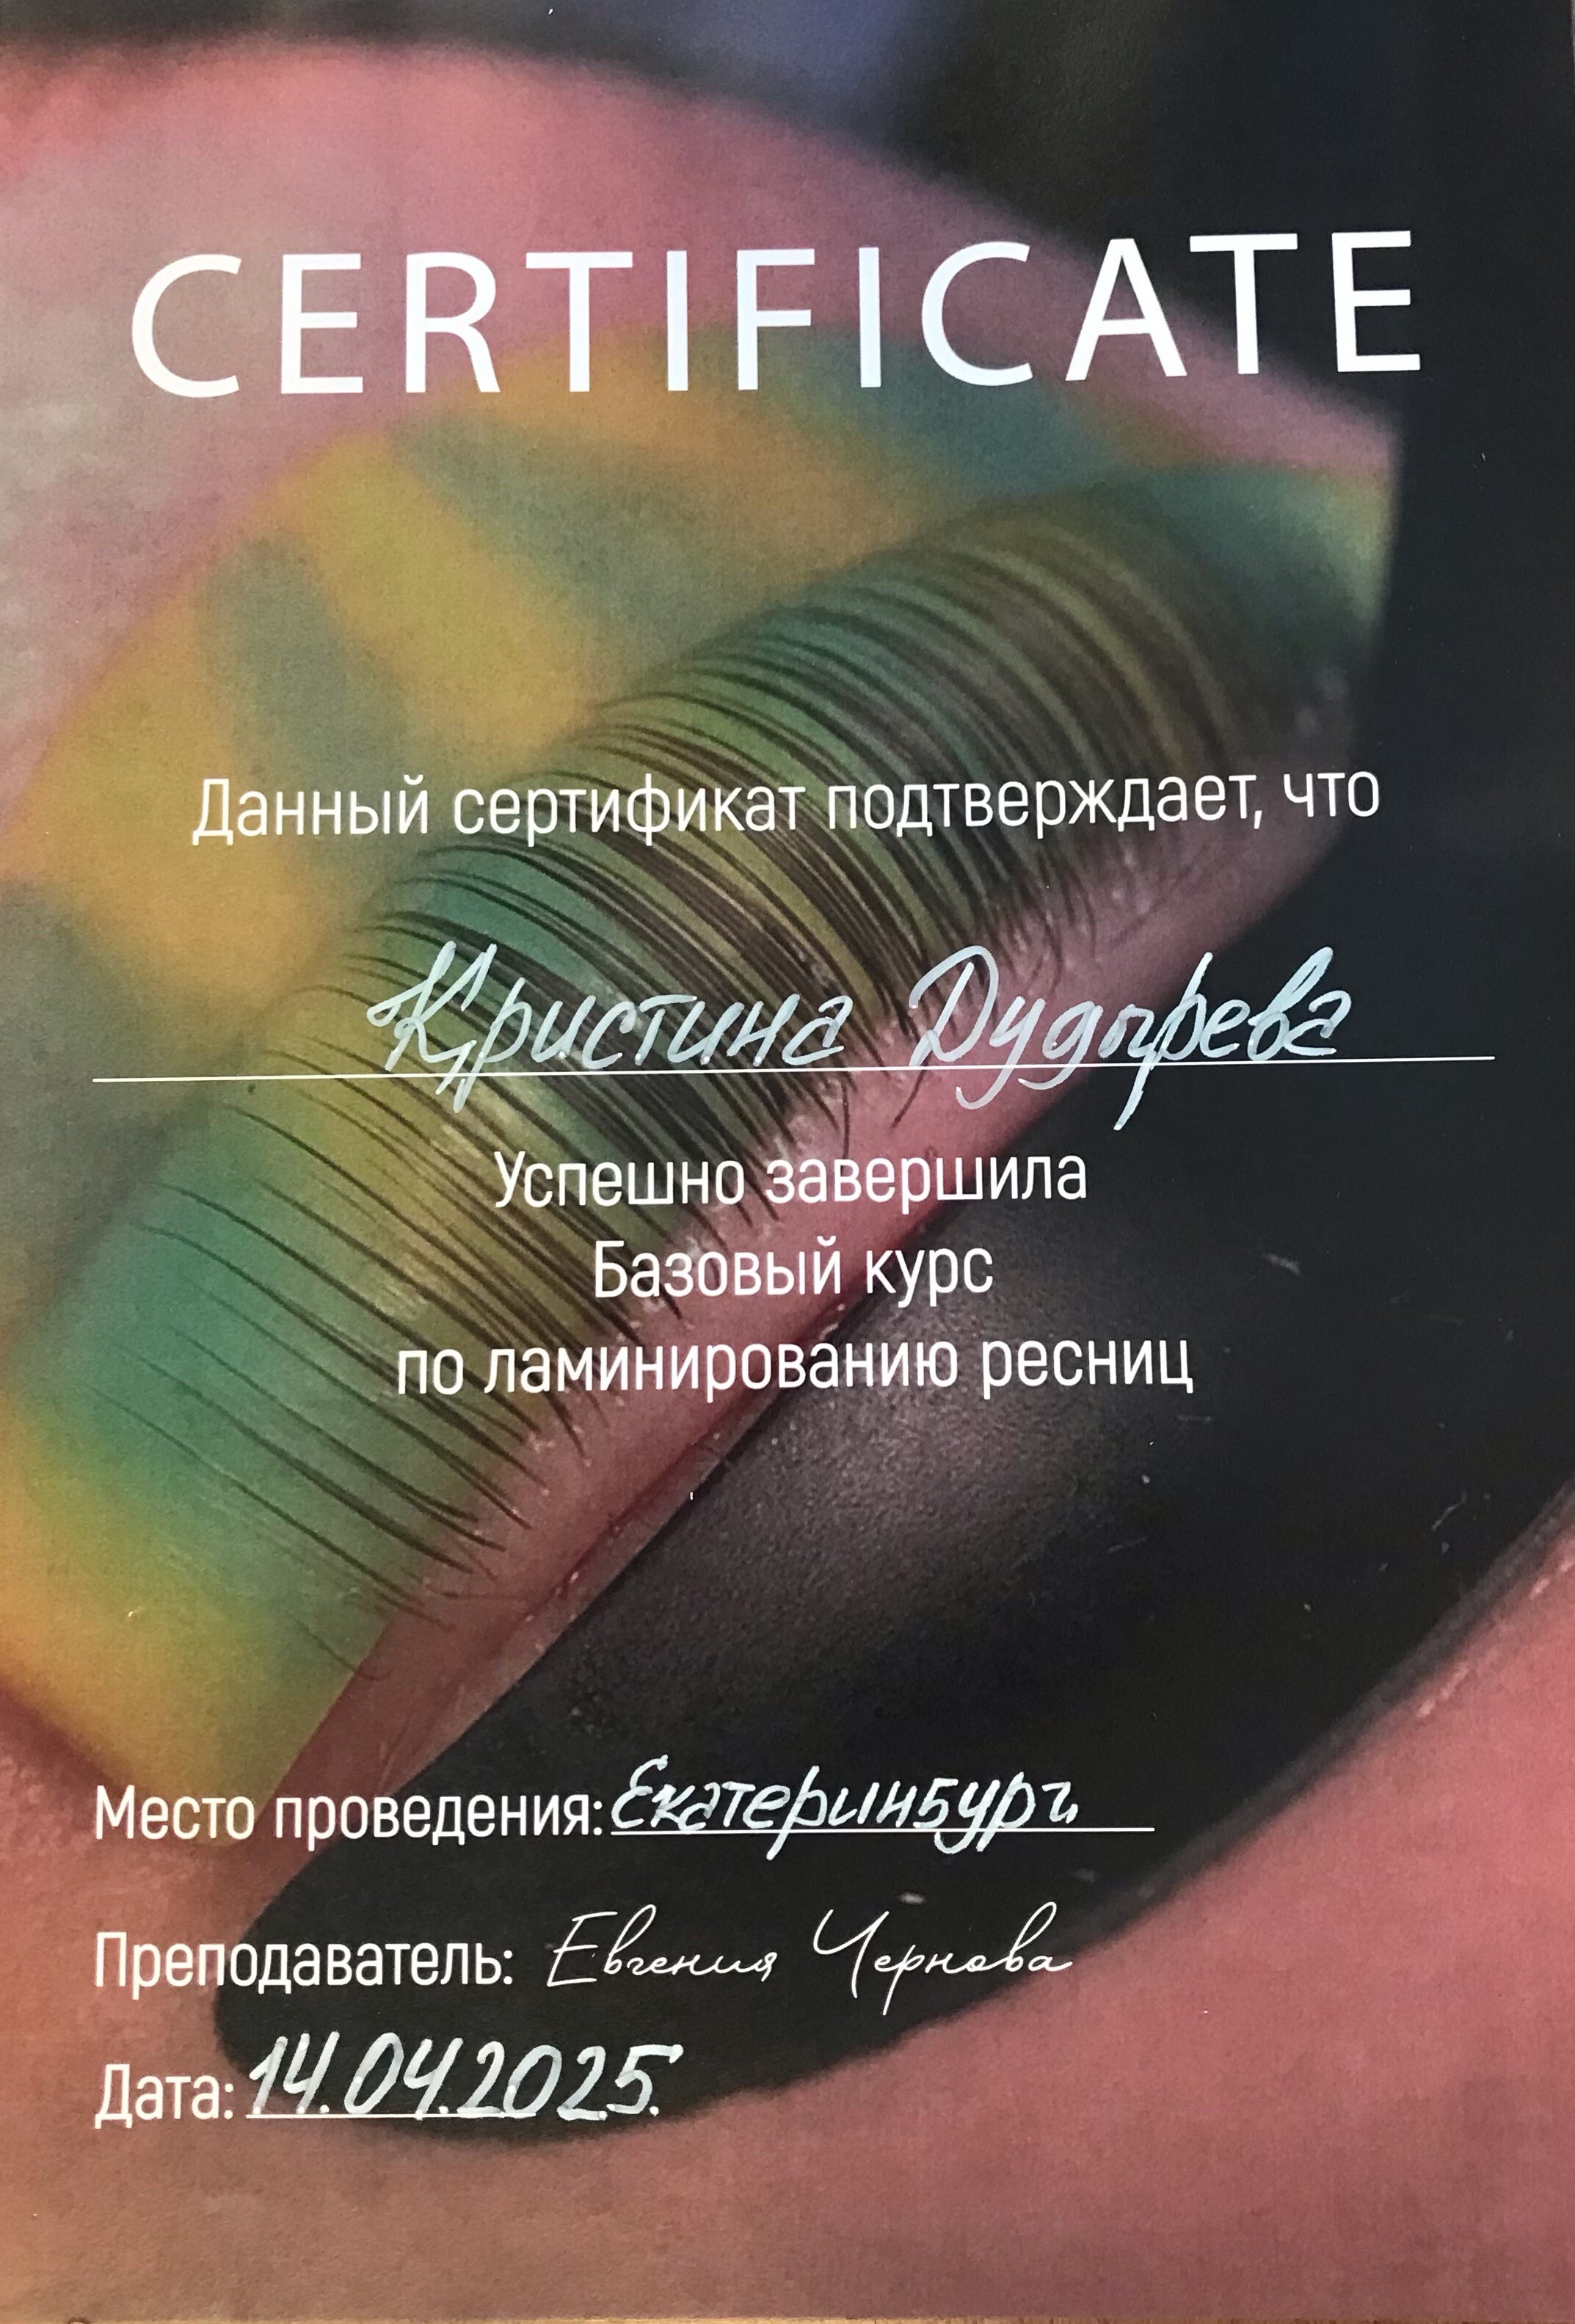 CERTIFICATE
Данный сертификат подтверждает, что
Кристина Дудырева
Успешно завершила
Базовый курс
по ламинированию ресниц
Место проведения: Екатеринбург
Преподаватель: Евгения Чернова
Дата: 14.04.2025.